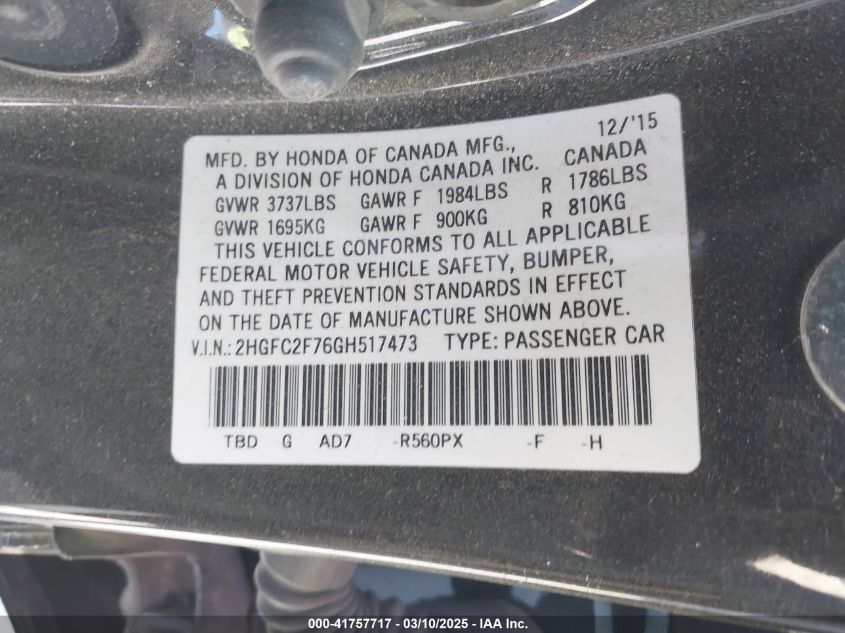 12/'15
MFD. BY HONDA OF CANADA MFG.,
A DIVISION OF HONDA CANADA INC. CANADA
GVWR 3737LBS GAWR F 1984LBS R 1786LBS
GVWR 1695KG GAWR F 900KG R 810KG
THIS VEHICLE CONFORMS TO ALL APPLICABLE
FEDERAL MOTOR VEHICLE SAFETY, BUMPER,
AND THEFT PREVENTION STANDARDS IN EFFECT
ON THE DATE OF MANUFACTURE SHOWN ABOVE.
V.I.N.: 2HGFC2F76GH517473 TYPE: PASSENGER CAR
TBD G AD7 -R560PX -F -H
000-41757717 - 03/10/2025 - IAA Inc.